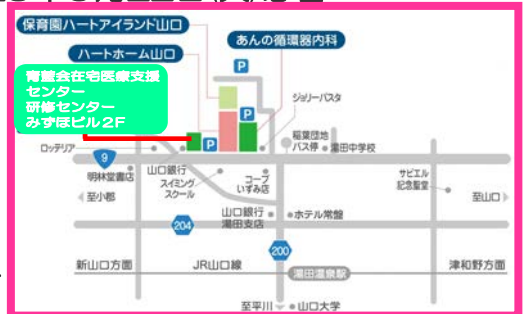 保育園ハートアイランド山口
ハートホーム山口
あんの循環器内科
青藍会在宅医療支援
センター
研修センター
みずほビル2F
P
P
P
ジョリーパスタ
ロッテリア
稲葉団地
バス停
湯田中学校
9
明林堂書店
山口銀行
スイミング
スクール
コープ
いずみ店
サビエル
記念聖堂
至小郡
至山口
山口銀行
湯田支店
ホテル常盤
204
200
新山口方面
JR山口線
湯田温泉駅
津和野方面
至平川
山口大学